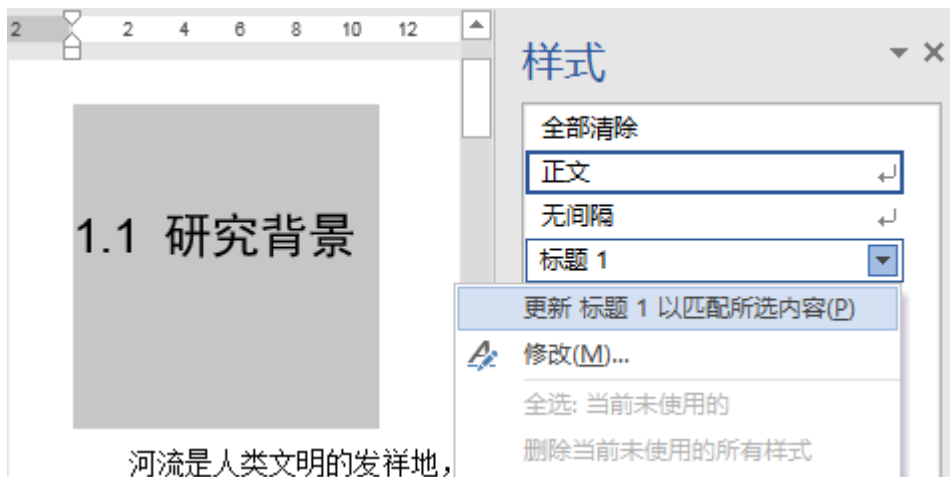 2 2 4 6 8 10 12
样式
全部清除
正文
无间隔
标题 1
1.1 研究背景
更新 标题 1 以匹配所选内容(P)
修改(M)...
全选: 当前未使用的
删除当前未使用的所有样式
河流是人类文明的发祥地，